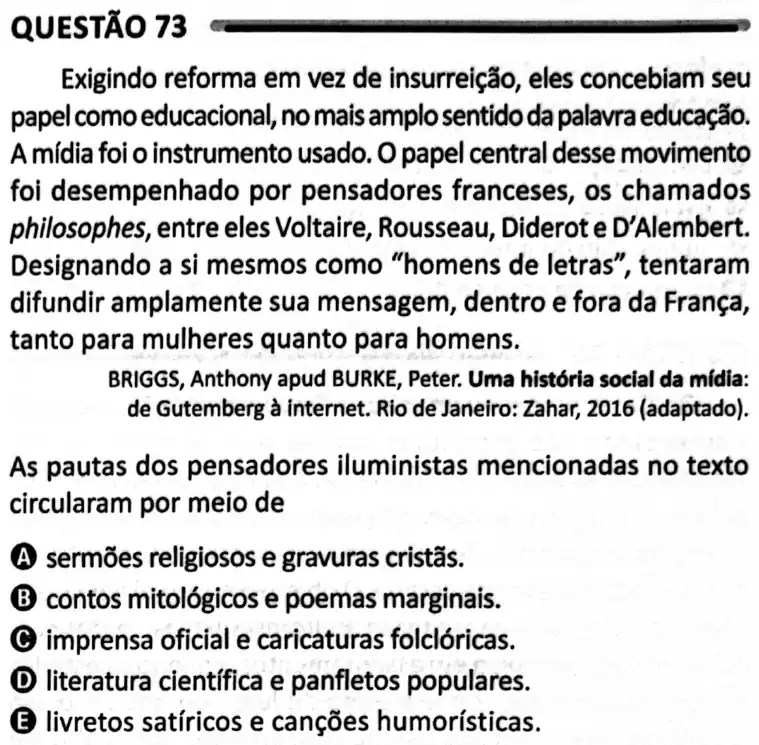 QUESTÃO 73
Exigindo reforma em vez de insurreição, eles concebiam seu
papel como educacional, no mais amplo sentido da palavra educação.
A mídia foi o instrumento usado. O papel central desse movimento
foi desempenhado por pensadores franceses, os chamados
philosophes, entre eles Voltaire, Rousseau, Diderot e D'Alembert.
Designando a si mesmos como "homens de letras", tentaram
difundir amplamente sua mensagem, dentro e fora da França,
tanto para mulheres quanto para homens.
BRIGGS, Anthony apud BURKE, Peter. Uma história social da mídia:
de Gutemberg à internet. Rio de Janeiro: Zahar, 2016 (adaptado).
As pautas dos pensadores iluministas mencionadas no texto
circularam por meio de
A sermões religiosos e gravuras cristãs.
B contos mitológicos e poemas marginais.
C imprensa oficial e caricaturas folclóricas.
D literatura científica e panfletos populares.
E livretos satíricos e canções humorísticas.